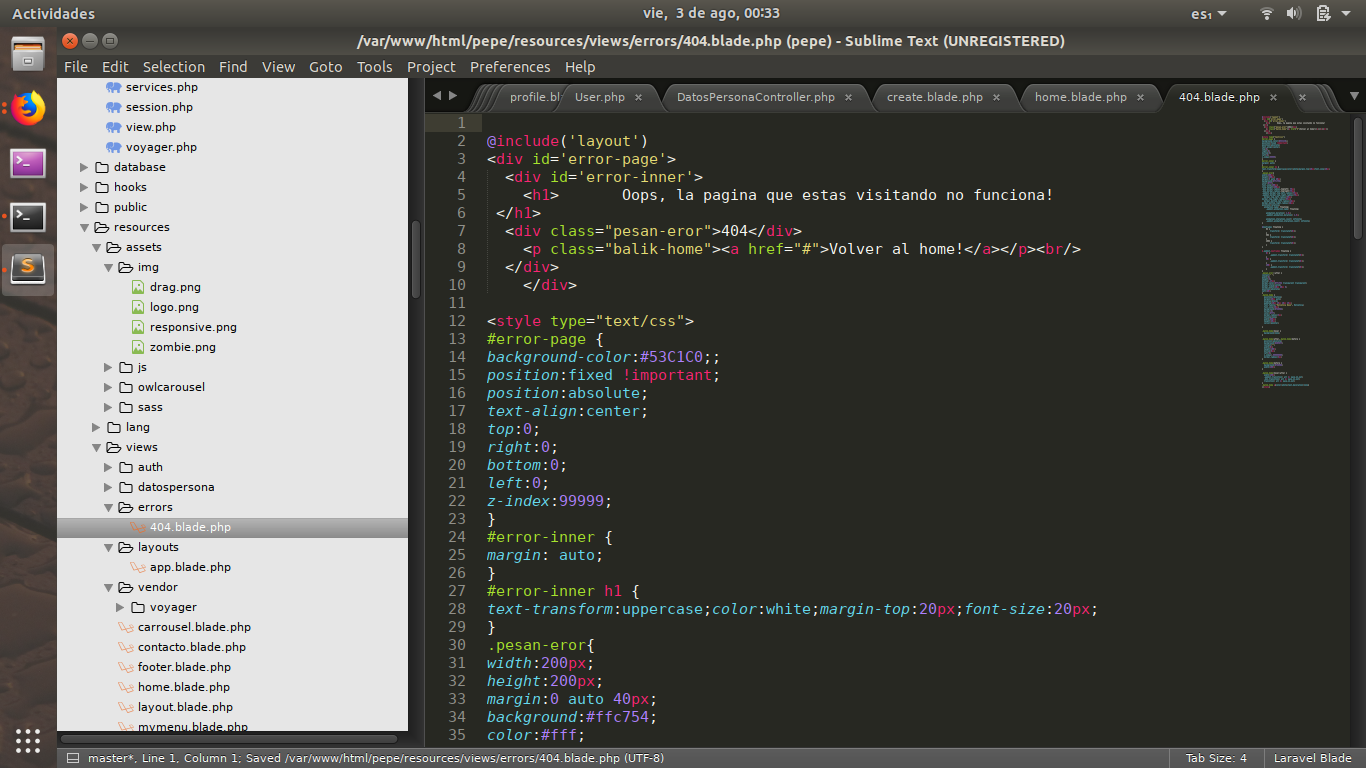 Actividades
vie, 3 de ago, 00:33
es₁
/var/www/html/pepe/resources/views/errors/404.blade.php (pepe) - Sublime Text (UNREGISTERED)
File Edit Selection Find View Goto Tools Project Preferences Help
services.php
session.php
view.php
voyager.php
database
hooks
public
resources
assets
img
drag.png
logo.png
responsive.png
zombie.png
js
owlcarousel
sass
lang
views
auth
datospersona
errors
404.blade.php
layouts
app.blade.php
vendor
voyager
carrousel.blade.php
contacto.blade.php
footer.blade.php
home.blade.php
layout.blade.php
mymenu.blade.php
profile.bl User.php × DatosPersonaController.php × create.blade.php × home.blade.php × 404.blade.php × ×
1
2 @include('layout')
3 <div id='error-page'>
4 <div id='error-inner'>
5 <h1> Oops, la pagina que estas visitando no funciona!
6 </h1>
7 <div class="pesan-eror">404</div>
8 <p class="balik-home"><a href="#">Volver al home!</a></p><br/>
9 </div>
10 </div>
11
12 <style type="text/css">
13 #error-page {
14 background-color:#53C1C0;;
15 position:fixed !important;
16 position:absolute;
17 text-align:center;
18 top:0;
19 right:0;
20 bottom:0;
21 left:0;
22 z-index:99999;
23 }
24 #error-inner {
25 margin: auto;
26 }
27 #error-inner h1 {
28 text-transform:uppercase;color:white;margin-top:20px;font-size:20px;
29 }
30 .pesan-eror{
31 width:200px;
32 height:200px;
33 margin:0 auto 40px;
34 background:#ffc754;
35 color:#fff;
master*, Line 1, Column 1; Saved /var/www/html/pepe/resources/views/errors/404.blade.php (UTF-8)
Tab Size: 4
Laravel Blade